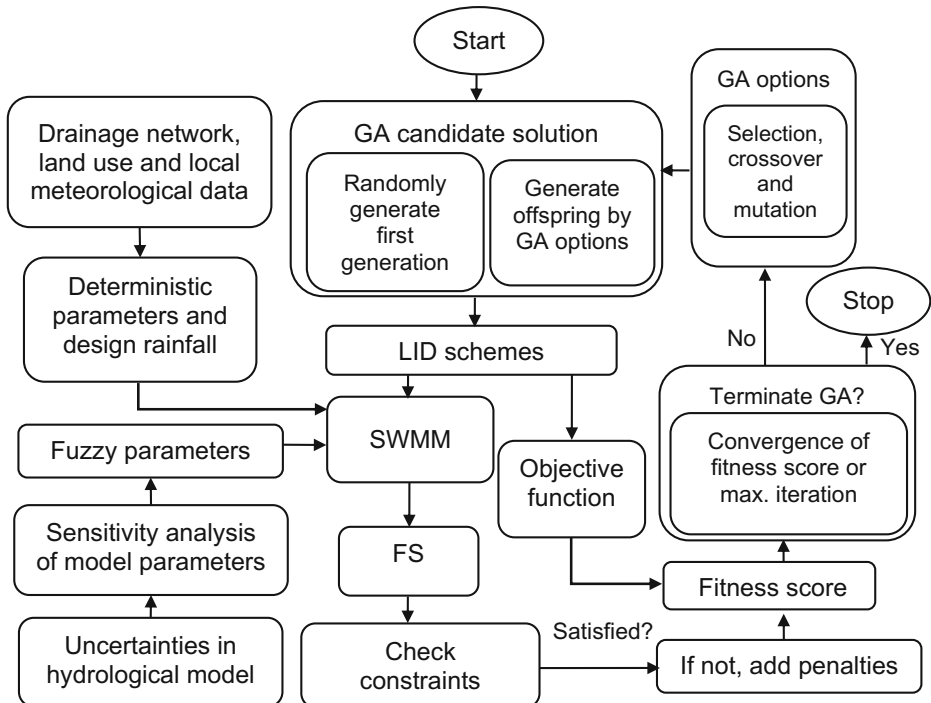 Start
GA options
Selection,
crossover
and
mutation
Drainage network,
land use and local
meteorological data
GA candidate solution
Randomly
generate
first
generation
Generate
offspring by
GA options
Deterministic
parameters and
design rainfall
Stop
No
Yes
LID schemes
Terminate GA?
Convergence of
fitness score or
max. iteration
SWMM
Fuzzy parameters
Objective
function
Sensitivity analysis
of model parameters
FS
Fitness score
Uncertainties in
hydrological model
Check
constraints
Satisfied?
If not, add penalties